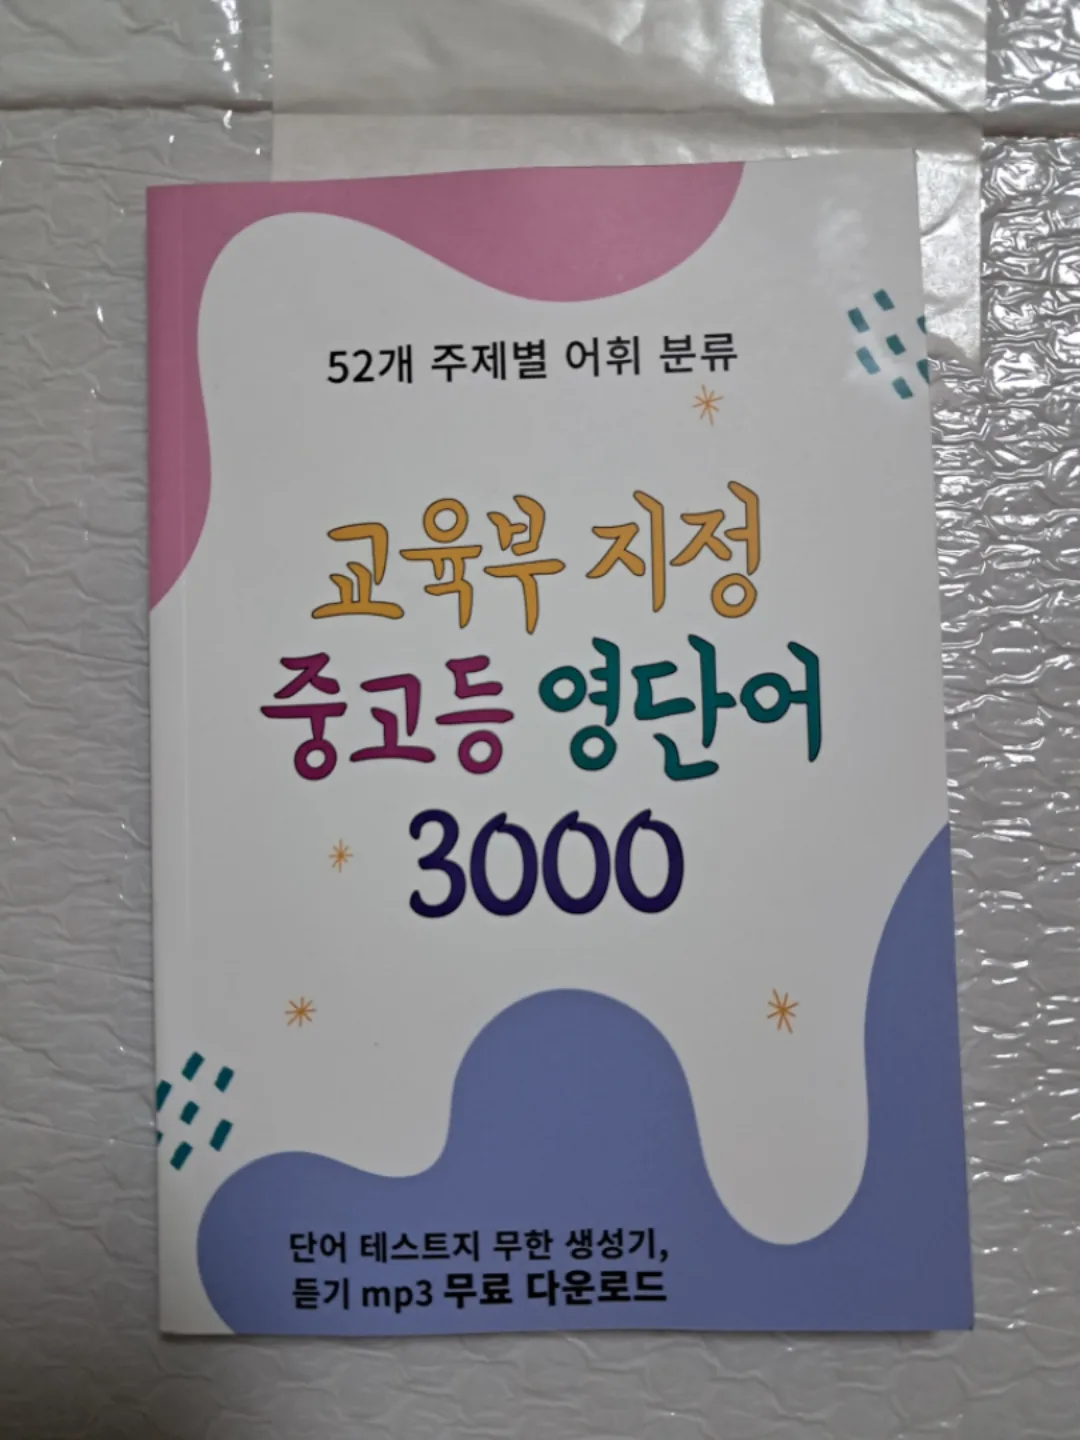 52개 주제별 어휘 분류
교육부 지정
중고등 영단어
3000
단어 테스트지 무한 생성기,
듣기 mp3 무료 다운로드